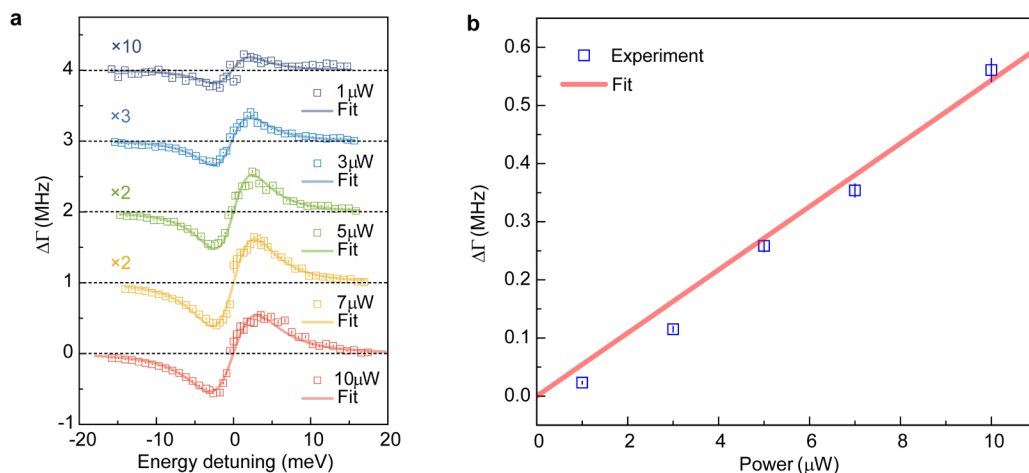 a
×10
1μW
Fit
×3
3μW
Fit
×2
5μW
Fit
×2
7μW
Fit
10μW
Fit
4
3
2
1
0
-1
ΔΓ (MHz)
-20 -10 0 10 20
Energy detuning (meV)
b
Experiment
Fit
0.6
0.5
0.4
0.3
0.2
0.1
0.0
ΔΓ (MHz)
0 2 4 6 8 10
Power (μW)